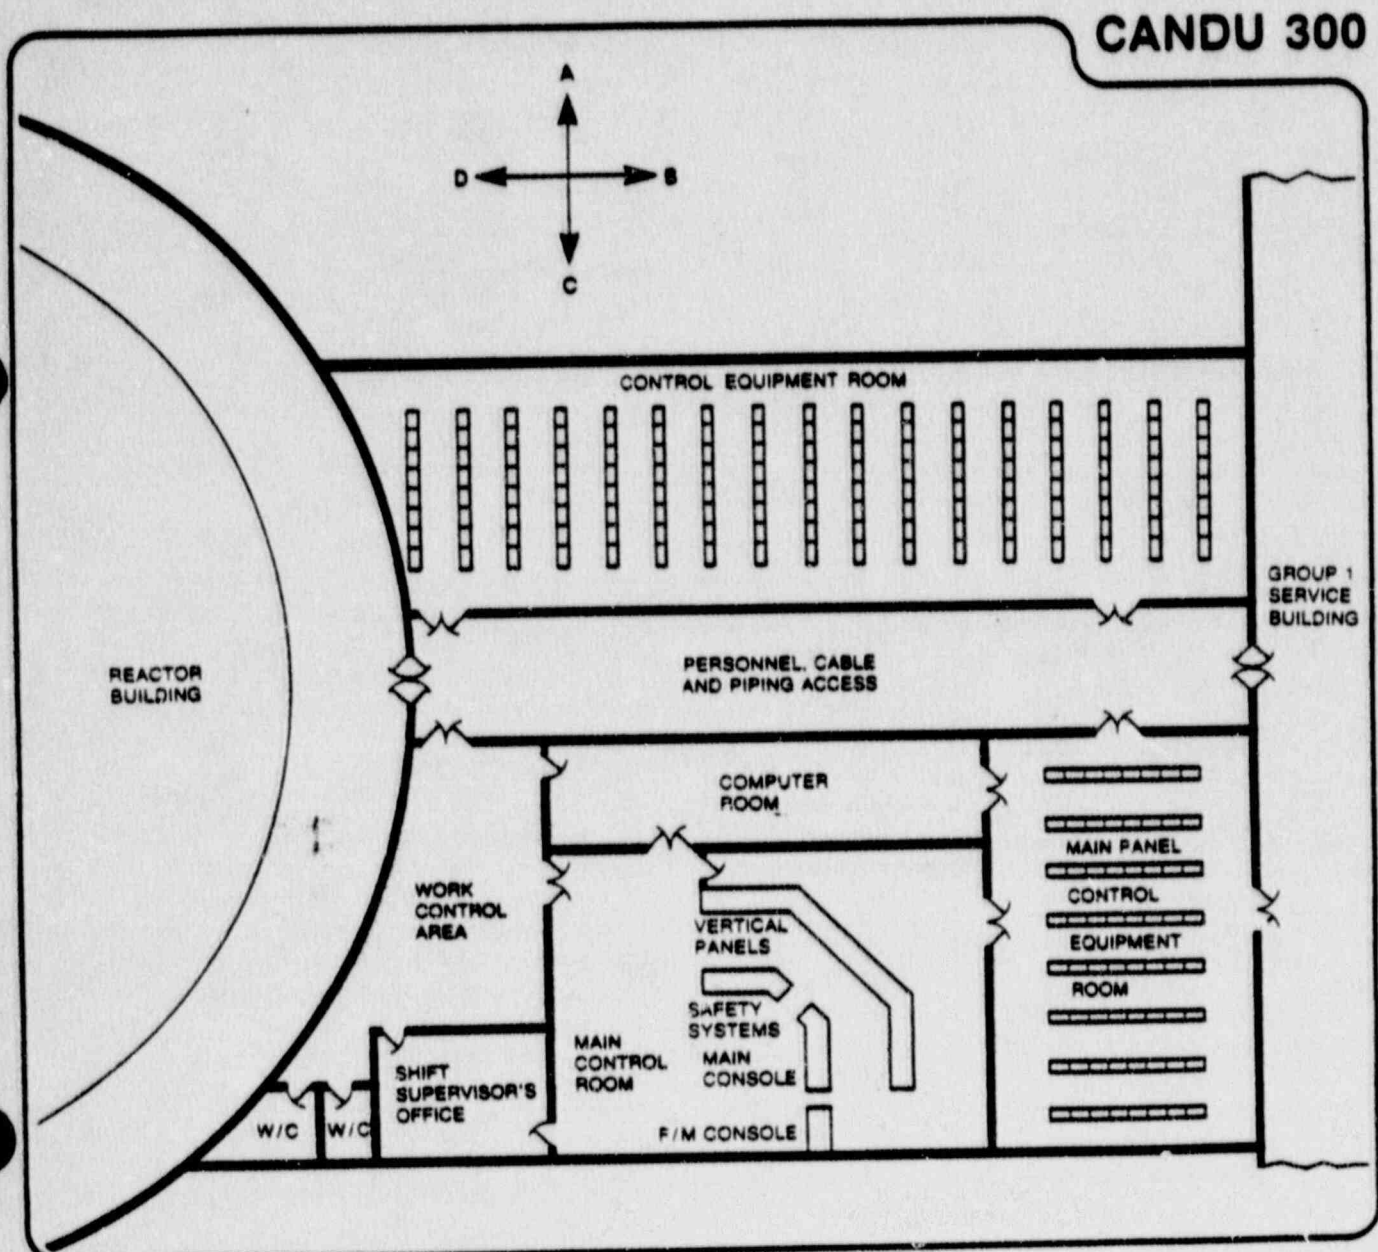 CANDU 300
A
D B
C
CONTROL EQUIPMENT ROOM
GROUP 1
SERVICE
BUILDING
REACTOR
BUILDING
PERSONNEL, CABLE
AND PIPING ACCESS
COMPUTER
ROOM
MAIN PANEL
CONTROL
EQUIPMENT
ROOM
WORK
CONTROL
AREA
VERTICAL
PANELS
SAFETY
SYSTEMS
MAIN
CONTROL
ROOM
MAIN
CONSOLE
SHIFT
SUPERVISOR'S
OFFICE
W/C
W/C
F/M CONSOLE